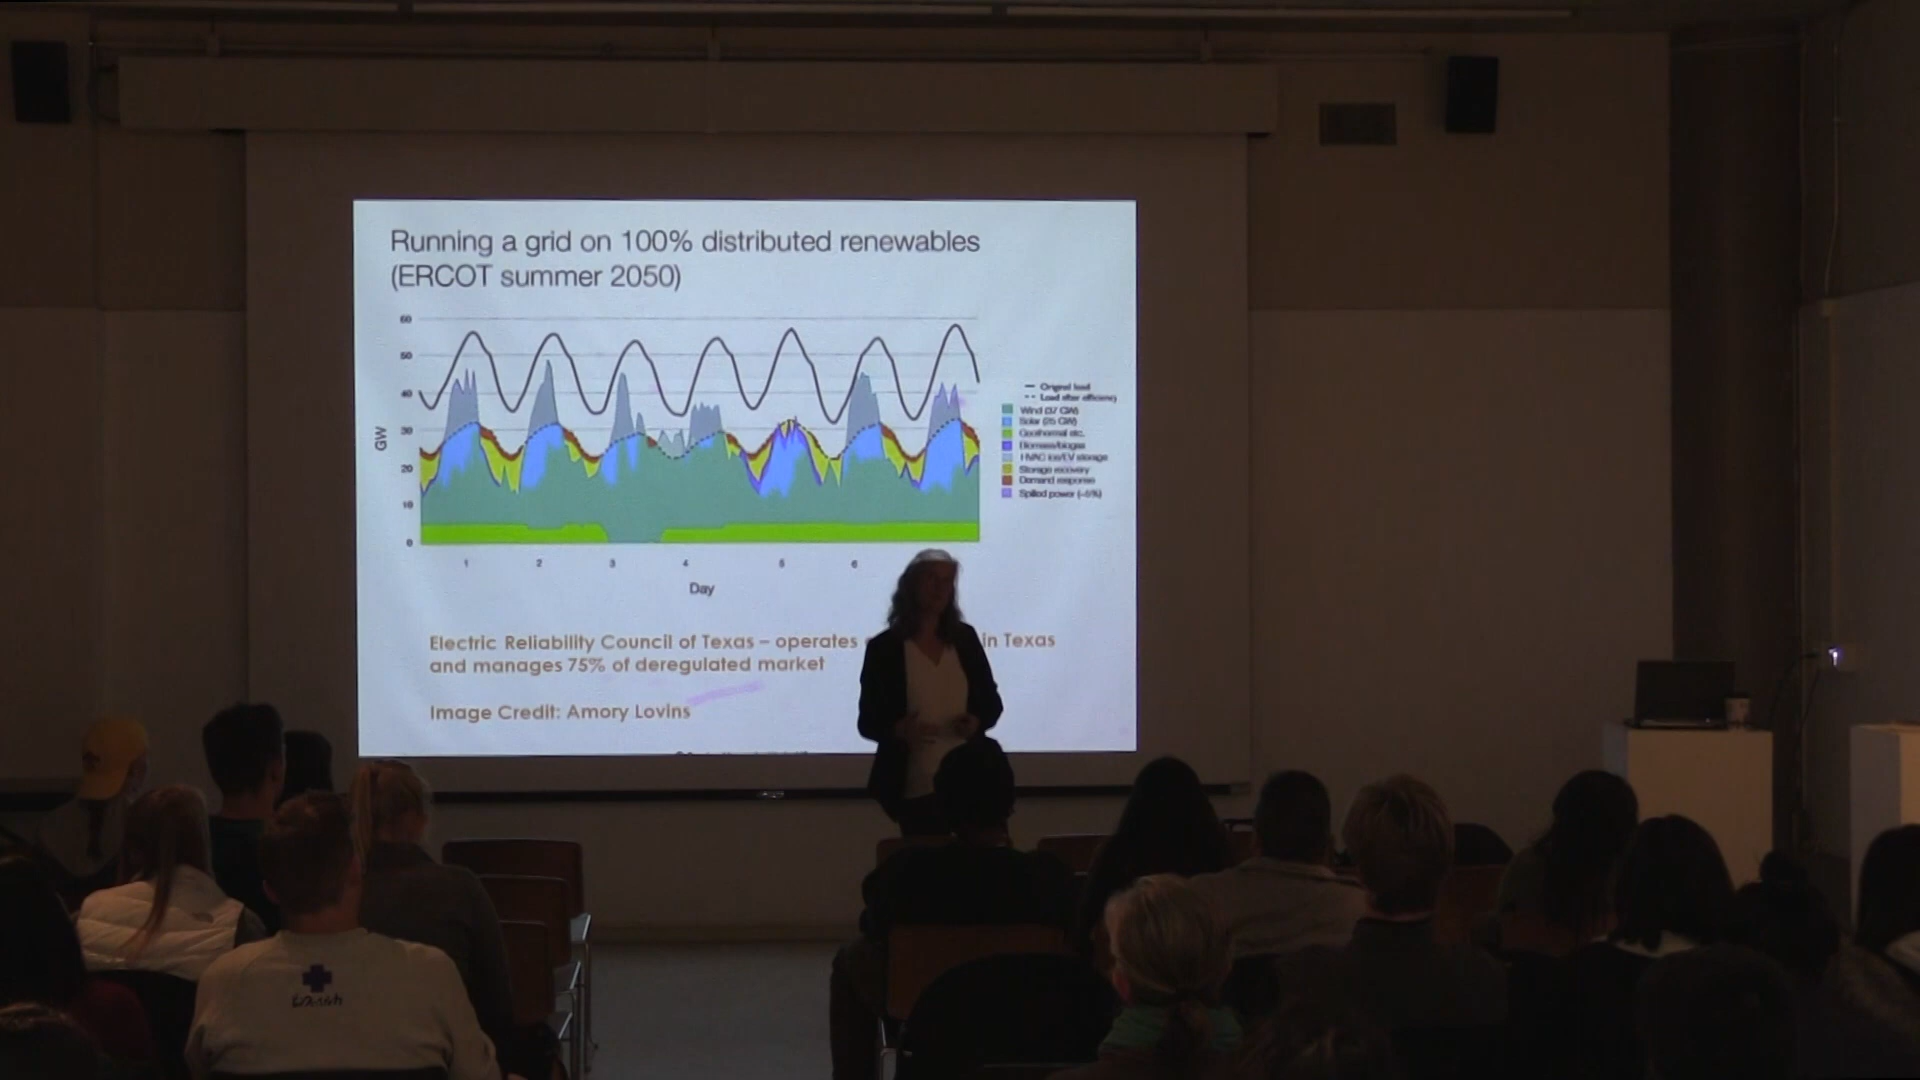 Running a grid on 100% distributed renewables
(ERCOT summer 2050)
60
50
40
30
20
10
0
GW
1 2 3 4 5 6
Day
Original load
Load after efficiency
Wind (37 GW)
Solar (25 GW)
Geothermal etc.
Biomass/biogas
HVAC ice/EV storage
Storage recovery
Demand response
Spilled power (~5%)
Electric Reliability Council of Texas – operates in Texas
and manages 75% of deregulated market
Image Credit: Amory Lovins